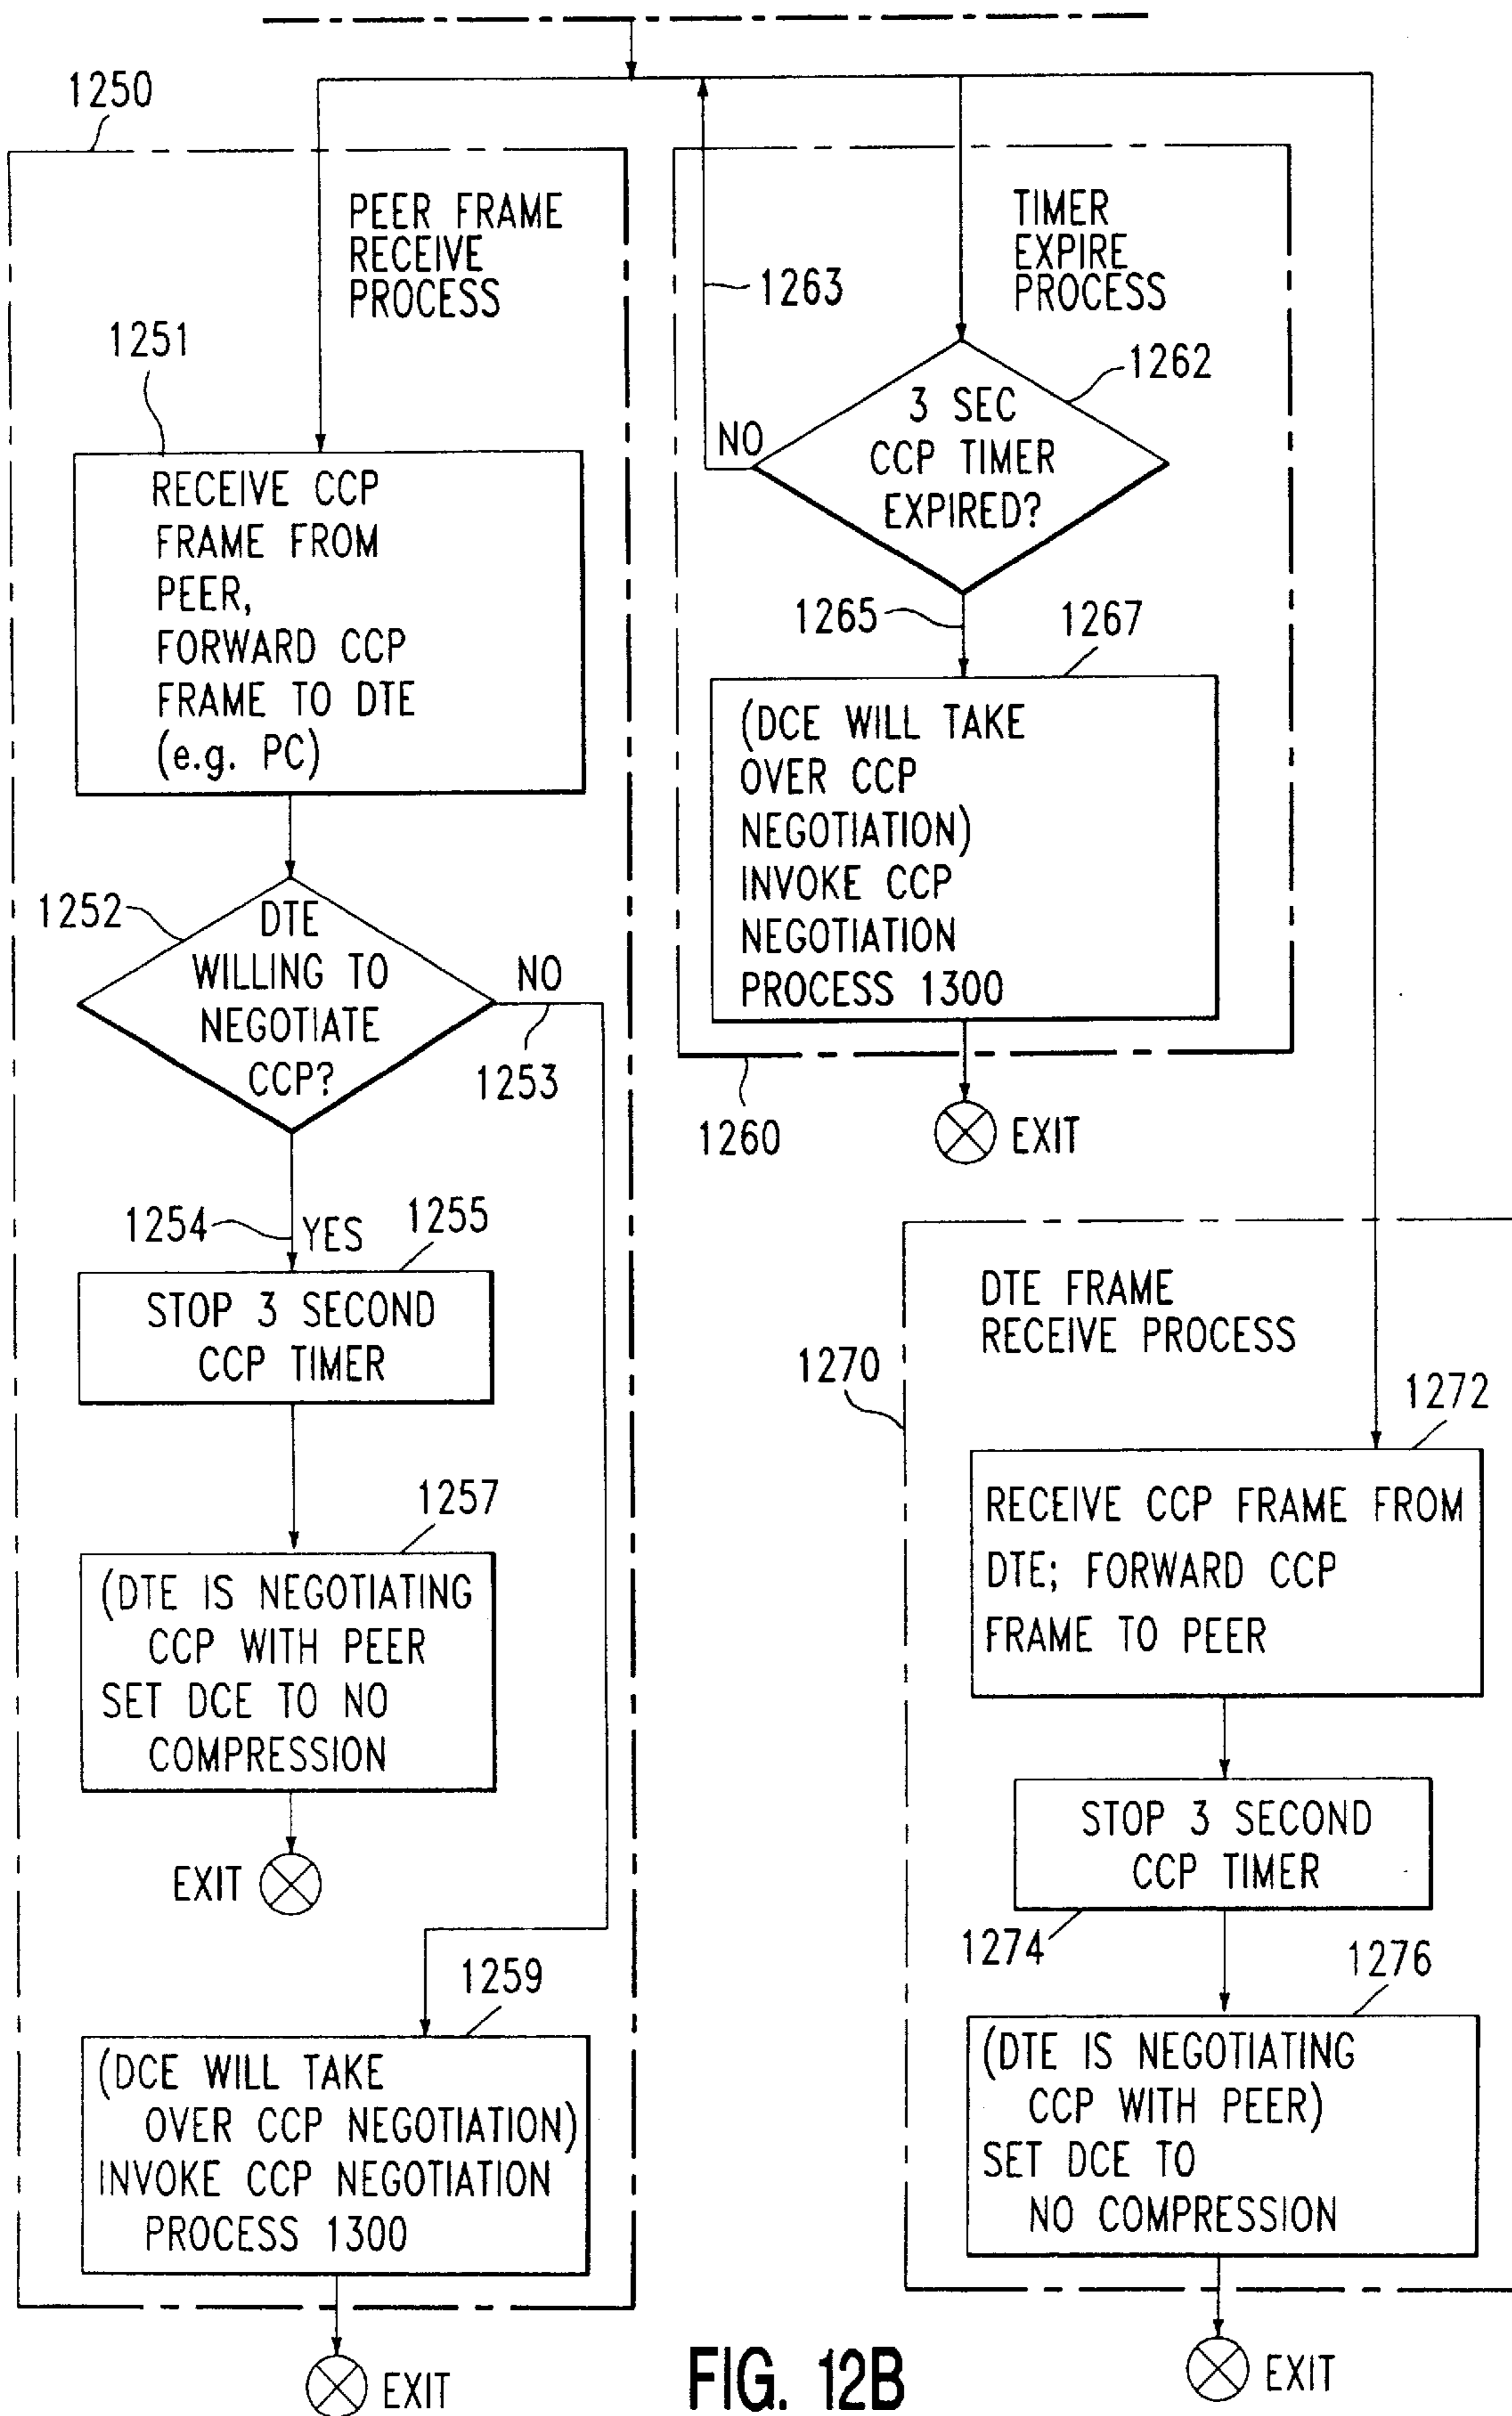 1250
PEER FRAME
RECEIVE
PROCESS
1251
RECEIVE CCP
FRAME FROM
PEER,
FORWARD CCP
FRAME TO DTE
(e.g. PC)
1252
DTE
WILLING TO
NEGOTIATE
CCP?
NO
1253
1254
YES
1255
STOP 3 SECOND
CCP TIMER
1257
(DTE IS NEGOTIATING
CCP WITH PEER
SET DCE TO NO
COMPRESSION
EXIT
1259
(DCE WILL TAKE
OVER CCP NEGOTIATION)
INVOKE CCP NEGOTIATION
PROCESS 1300
EXIT
1263
TIMER
EXPIRE
PROCESS
1262
3 SEC
CCP TIMER
EXPIRED?
NO
1265
1267
(DCE WILL TAKE
OVER CCP
NEGOTIATION)
INVOKE CCP
NEGOTIATION
PROCESS 1300
1260
EXIT
DTE FRAME
RECEIVE PROCESS
1270
1272
RECEIVE CCP FRAME FROM
DTE; FORWARD CCP
FRAME TO PEER
STOP 3 SECOND
CCP TIMER
1274
1276
(DTE IS NEGOTIATING
CCP WITH PEER)
SET DCE TO
NO COMPRESSION
EXIT
FIG. 12B